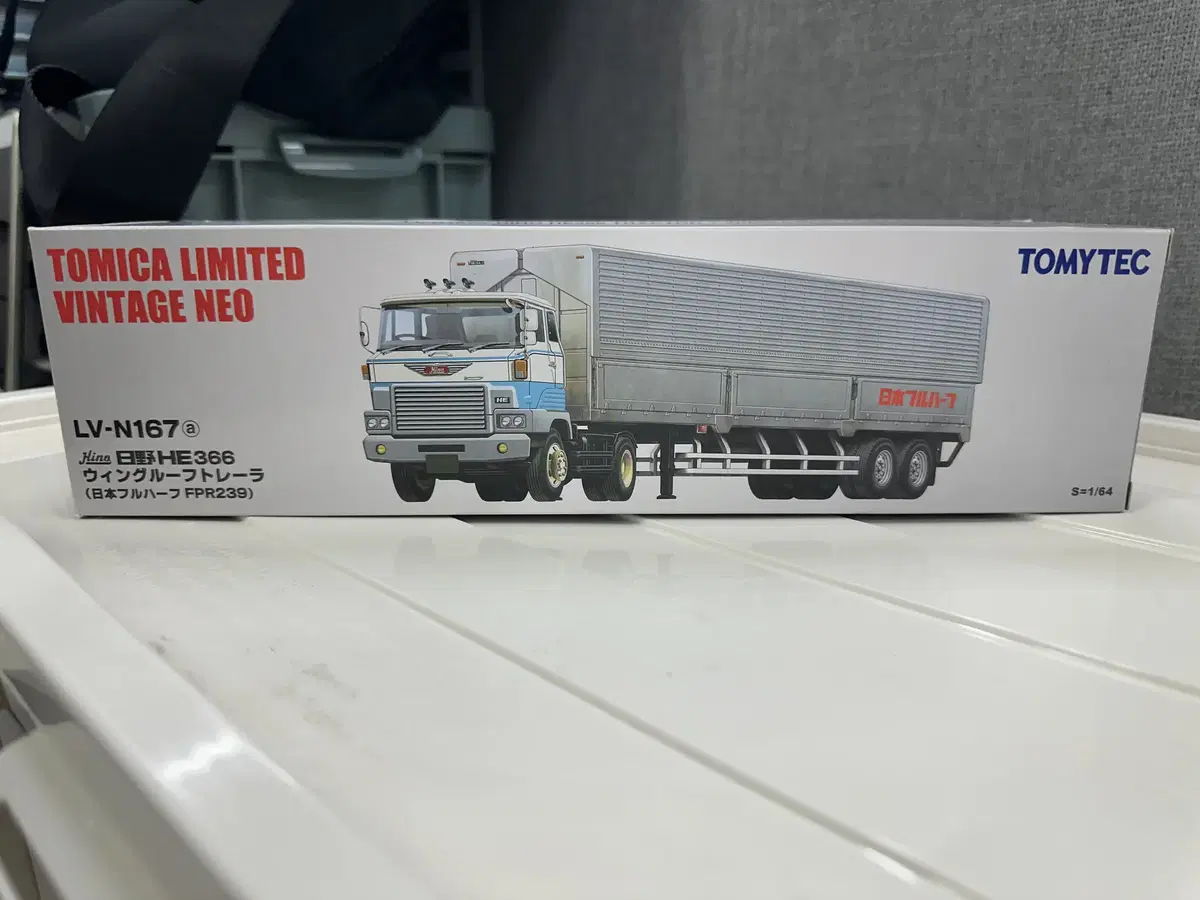 TOMICA LIMITED
VINTAGE NEO
TOMYTEC
Hino
HE
日本フルハーフ
LV-N167ⓐ
Hino 日野HE366
ウィングルーフトレーラ
(日本フルハーフ FPR239)
S=1/64